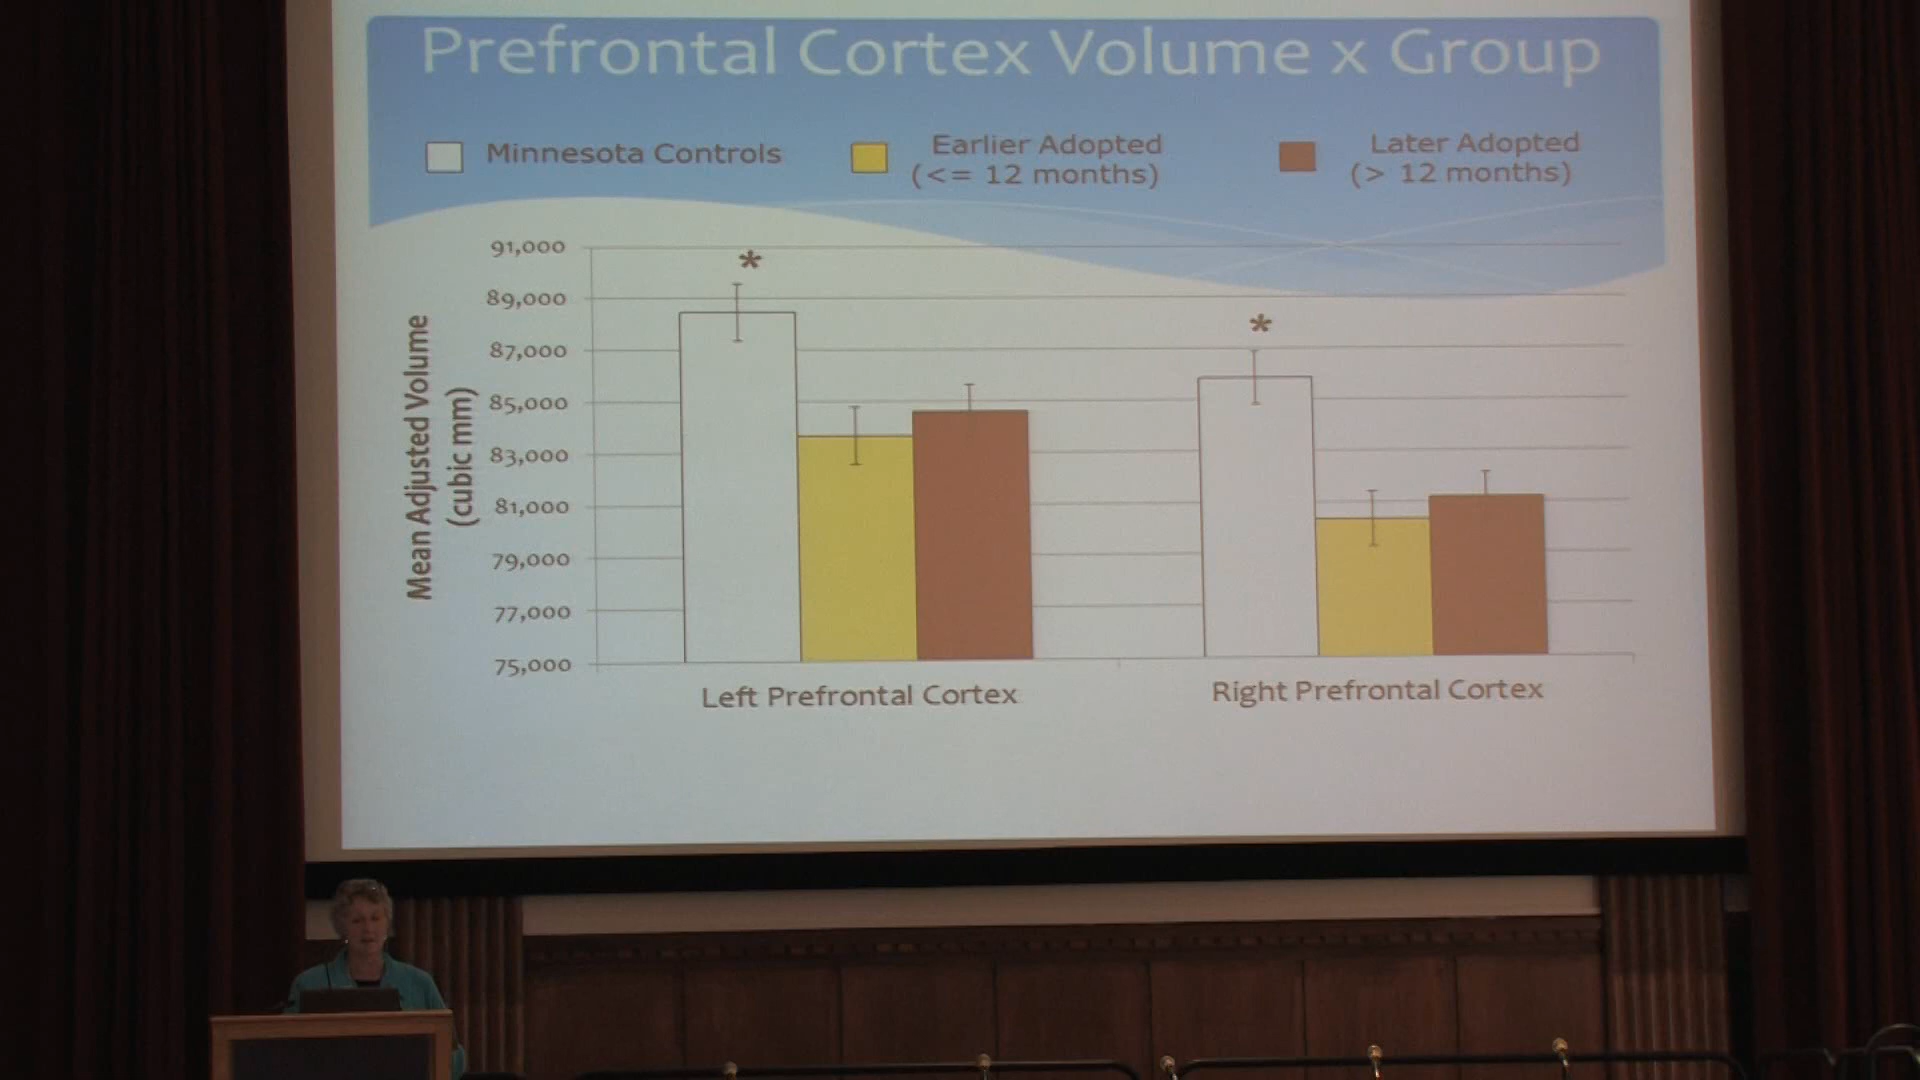 Prefrontal Cortex Volume x Group
Minnesota Controls
Earlier Adopted
(<= 12 months)
Later Adopted
(> 12 months)
Mean Adjusted Volume
(cubic mm)
91,000
89,000
87,000
85,000
83,000
81,000
79,000
77,000
75,000
*
*
Left Prefrontal Cortex
Right Prefrontal Cortex